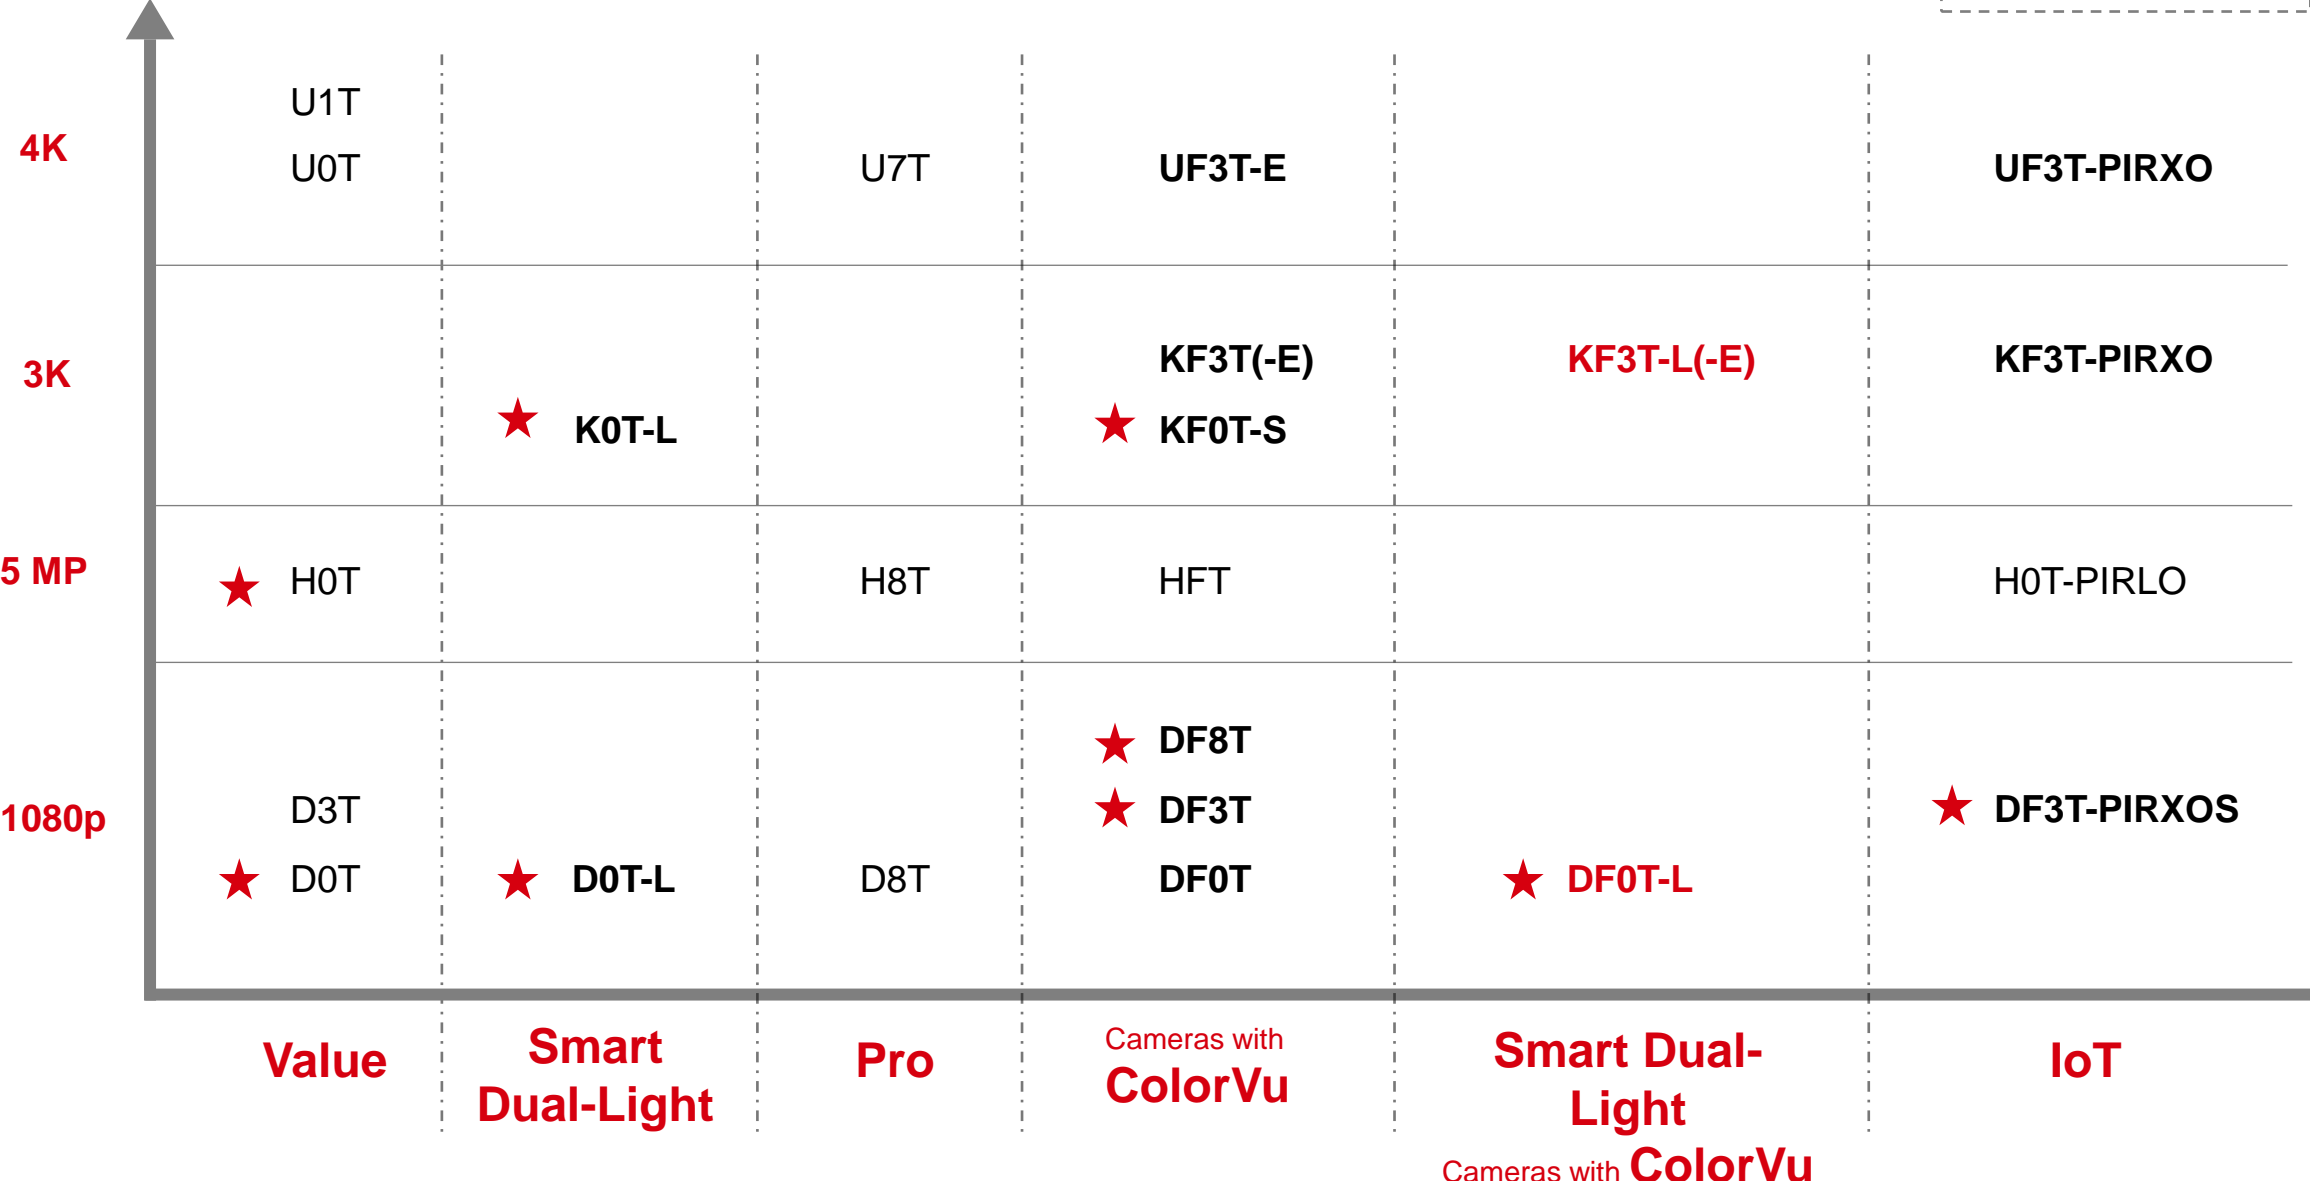 U1T
4K
U0T
U7T
UF3T-E
UF3T-PIRXO
3K
KF3T(-E)
KF3T-L(-E)
KF3T-PIRXO
K0T-L
KF0T-S
5 MP
H0T
H8T
HFT
H0T-PIRLO
DF8T
1080p
D3T
DF3T
DF3T-PIRXOS
D0T
D0T-L
D8T
DF0T
DF0T-L
Value
Smart
Dual-Light
Pro
Cameras with
ColorVu
Smart Dual-
Light
Cameras with ColorVu
IoT